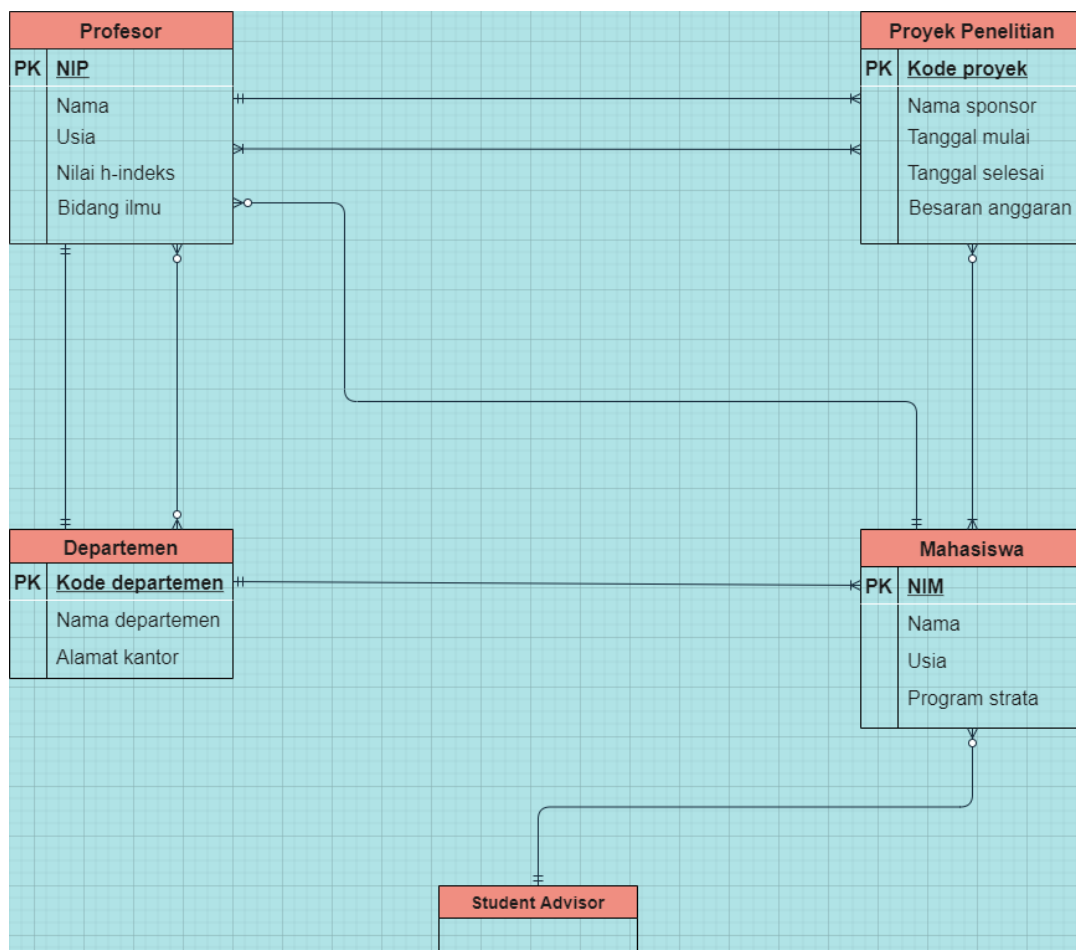 Profesor
PK NIP
Nama
Usia
Nilai h-indeks
Bidang ilmu
Proyek Penelitian
PK Kode proyek
Nama sponsor
Tanggal mulai
Tanggal selesai
Besaran anggaran
Departemen
PK Kode departemen
Nama departemen
Alamat kantor
Mahasiswa
PK NIM
Nama
Usia
Program strata
Student Advisor